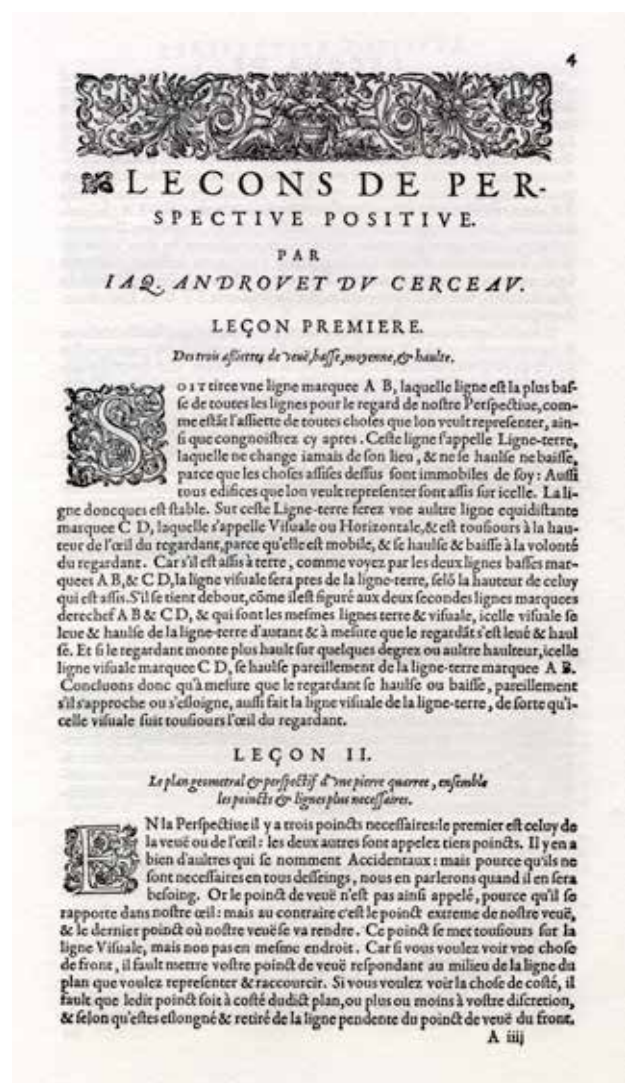 4
LECONS DE PER-
SPECTIVE POSITIVE.
PAR
IAQ. ANDROVET DV CERCEAV.
LEÇON PREMIERE.
Des trois aſsiettes de veuë, baſſe, moyenne, & haulte.
SOIT tiree vne ligne marquee A B, laquelle ligne eſt la plus baſ-
ſe de toutes les lignes pour le regard de noſtre Perſpectiue, com-
me eſtãt l'aſſiette de toutes choſes que lon veult repreſenter, ain-
ſi que congnoiſtrez cy apres. Ceſte ligne ſ'appelle Ligne-terre,
laquelle ne change iamais de ſon lieu, & ne ſe haulſe ne baiſſe,
parce que les choſes aſſiſes deſſus ſont immobiles de ſoy: Auſſi
tous edifices que lon veult repreſenter ſont aſſis ſur icelle. La li-
gne doncques eſt ſtable. Sur ceſte Ligne-terre ferez vne aultre ligne equidiſtante
marquee C D, laquelle s'appelle Viſuale ou Horizontale, & eſt touſiours à la hau-
teur de l'œil du regardant, parce qu'elle eſt mobile, & ſe haulſe & baiſſe à la volonté
du regardant. Car s'il eſt aſſis à terre, comme voyez par les deux lignes baſſes mar-
quees A B, & C D, la ligne viſuale ſera pres de la ligne-terre, ſelõ la hauteur de celuy
qui eſt aſſis. S'il ſe tient debout, cõme il eſt figuré aux deux ſecondes lignes marquees
derechef A B & C D, & qui ſont les meſmes lignes terre & viſuale, icelle viſuale ſe
leue & haulſe de la ligne-terre d'autant & à meſure que le regardãt s'eſt leué & haul
ſé. Et ſi le regardant monte plus hault ſur quelques degrez ou aultre haulteur, icelle
ligne viſuale marquee C D, ſe haulſe pareillement de la ligne-terre marquee A B.
Concluons donc qu'à meſure que le regardant ſe haulſe ou baiſſe, pareillement
s'il s'approche ou s'eſloigne, auſſi fait la ligne viſuale de la ligne-terre, de ſorte qu'i-
celle viſuale ſuit touſiours l'œil du regardant.
LEÇON II.
Le plan geometral & perſpectif d'vne pierre quarree, enſemble
les poincts & lignes plus neceſſaires.
EN la Perſpectiue il y a trois poincts neceſſaires: le premier eſt celuy de
la veuë ou de l'œil: les deux autres ſont appelez tiers poincts. Il y en a
bien d'aultres qui ſe nomment Accidentaux: mais pource qu'ils ne
ſont neceſſaires en tous deſſeings, nous en parlerons quand il en ſera
beſoing. Or le poinct de veuë n'eſt pas ainſi appelé, pource qu'il ſe
rapporte dans noſtre œil: mais au contraire c'eſt le poinct extreme de noſtre veuë,
& le dernier poinct où noſtre veuë ſe va rendre. Ce poinct ſe met touſiours ſur la
ligne Viſuale, mais non pas en meſme endroit. Car ſi vous voulez voir vne choſe
de front, il fault mettre voſtre poinct de veuë reſpondant au milieu de la ligne du
plan que voulez repreſenter & raccourcir. Si vous voulez voir la choſe de coſté, il
fault que ledit poinct ſoit à coſté dudict plan, ou plus ou moins à voſtre diſcretion,
& ſelon qu'eſtes eſlongné & retiré de la ligne pendente du poinct de veuë du front.
A iiij